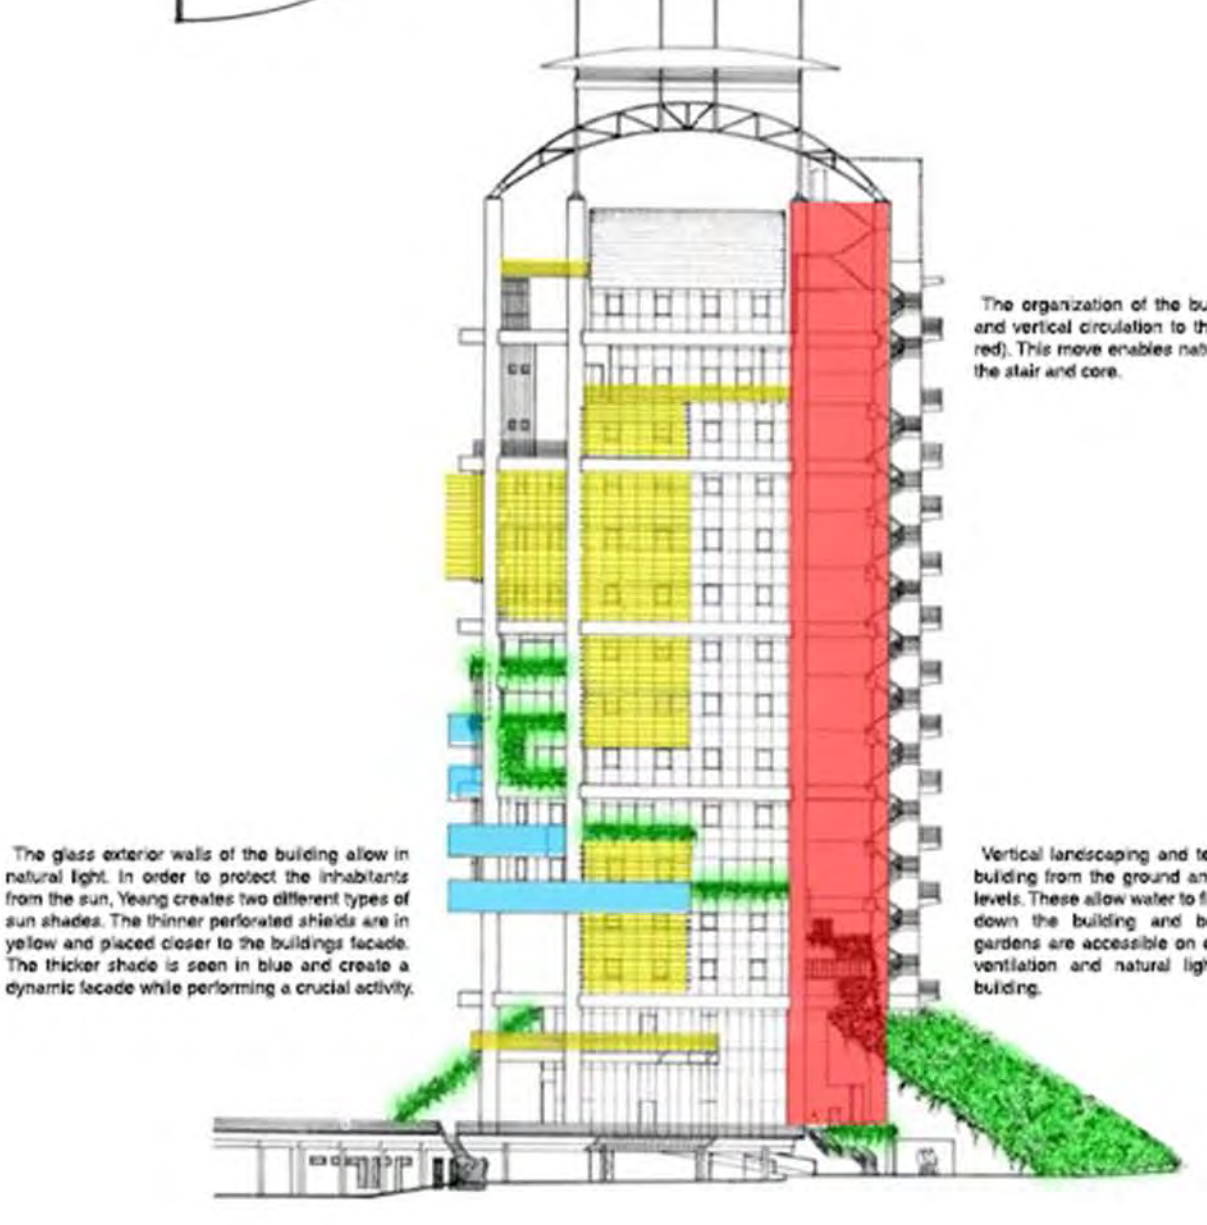 The organization of the bu
and vertical circulation to th
red). This move enables natu
the stair and core.
The glass exterior walls of the building allow in
natural light. In order to protect the inhabitants
from the sun, Yeang creates two different types of
sun shades. The thinner perforated shields are in
yellow and placed closer to the buildings facade.
The thicker shade is seen in blue and create a
dynamic facade while performing a crucial activity.
Vertical landscaping and te
building from the ground an
levels. These allow water to fi
down the building and b
gardens are accessible on e
ventilation and natural ligh
building.